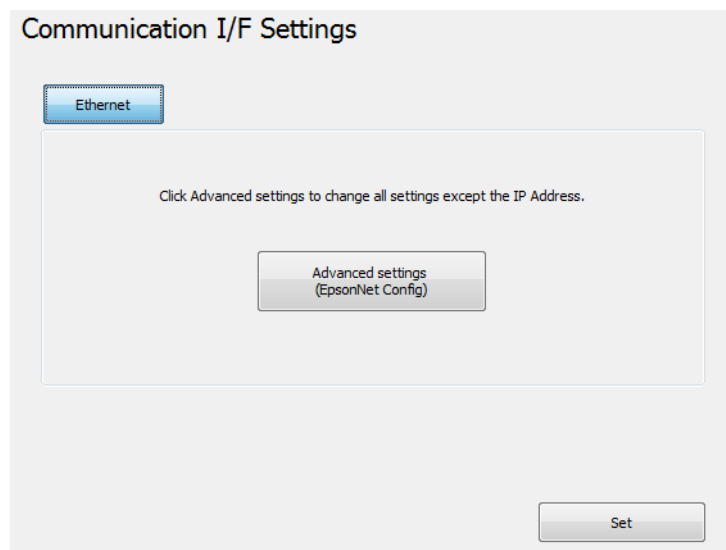 Communication I/F Settings
Ethernet
Click Advanced settings to change all settings except the IP Address.
Advanced settings
(EpsonNet Config)
Set